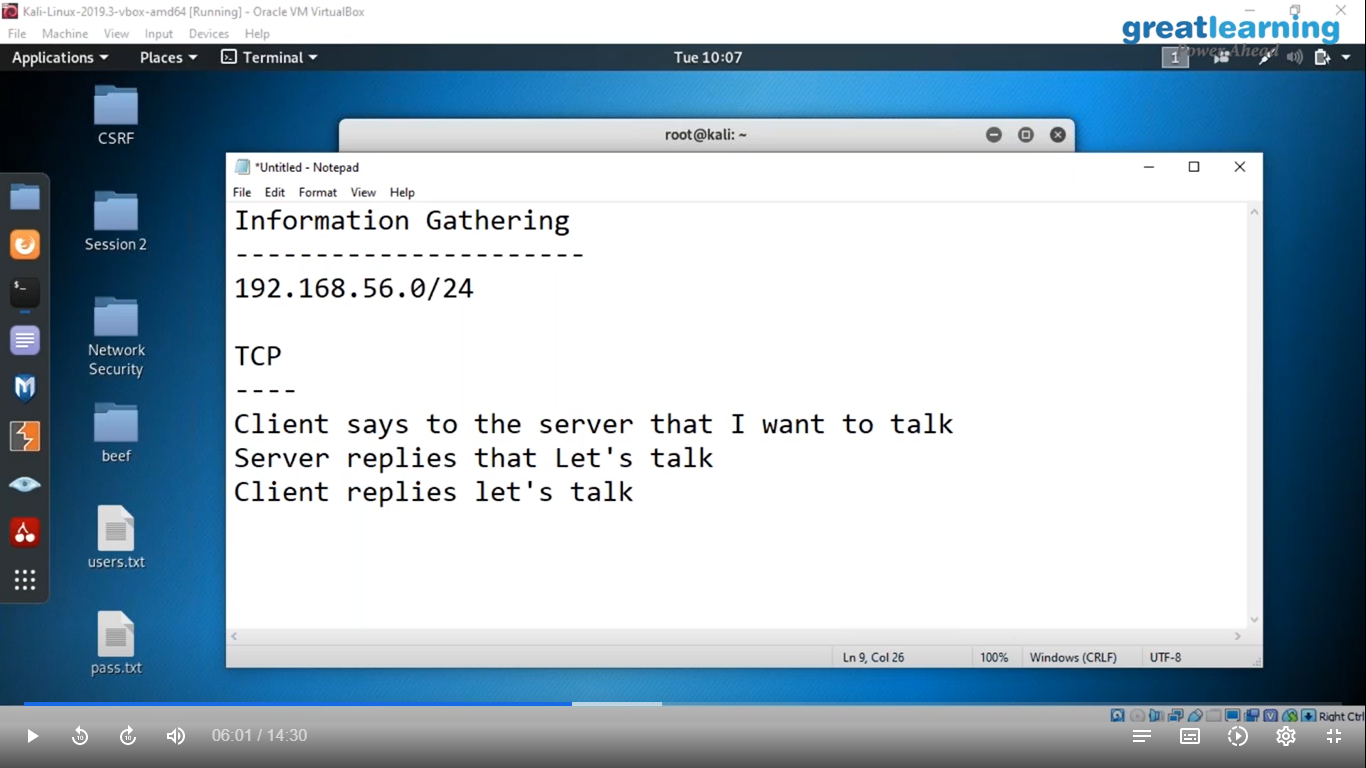 Kali-Linux-2019.3-vbox-amd64 [Running] - Oracle VM VirtualBox
File Machine View Input Devices Help
greatlearning
Power Ahead
Applications Places Terminal Tue 10:07 1
CSRF
Session 2
Network
Security
beef
users.txt
pass.txt
root@kali: ~
*Untitled - Notepad
File Edit Format View Help
Information Gathering
----------------------
192.168.56.0/24
TCP
----
Client says to the server that I want to talk
Server replies that Let's talk
Client replies let's talk
Ln 9, Col 26 100% Windows (CRLF) UTF-8
Right Ctrl
10 10 06:01 / 14:30